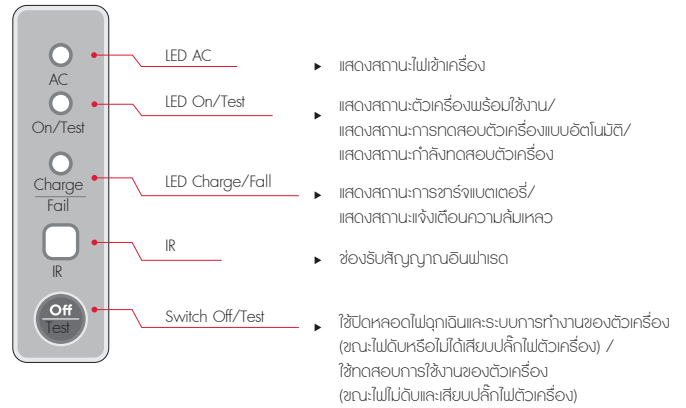 AC
On/Test
Charge
Fail
IR
Off
Test
LED AC
แสดงสถานะไฟเข้าเครื่อง
LED On/Test
แสดงสถานะตัวเครื่องพร้อมใช้งาน/
แสดงสถานะการทดสอบตัวเครื่องแบบอัตโนมัติ/
แสดงสถานะกำลังทดสอบตัวเครื่อง
LED Charge/Fall
แสดงสถานะการชาร์จแบตเตอรี่/
แสดงสถานะแจ้งเตือนความล้มเหลว
IR
ช่องรับสัญญาณอินฟาเรด
Switch Off/Test
ใช้ปิดหลอดไฟฉุกเฉินและระบบการทำงานของตัวเครื่อง
(ขณะไฟดับหรือไม่ได้เสียบปลั๊กไฟตัวเครื่อง) /
ใช้ทดสอบการใช้งานของตัวเครื่อง
(ขณะไฟไม่ดับและเสียบปลั๊กไฟตัวเครื่อง)